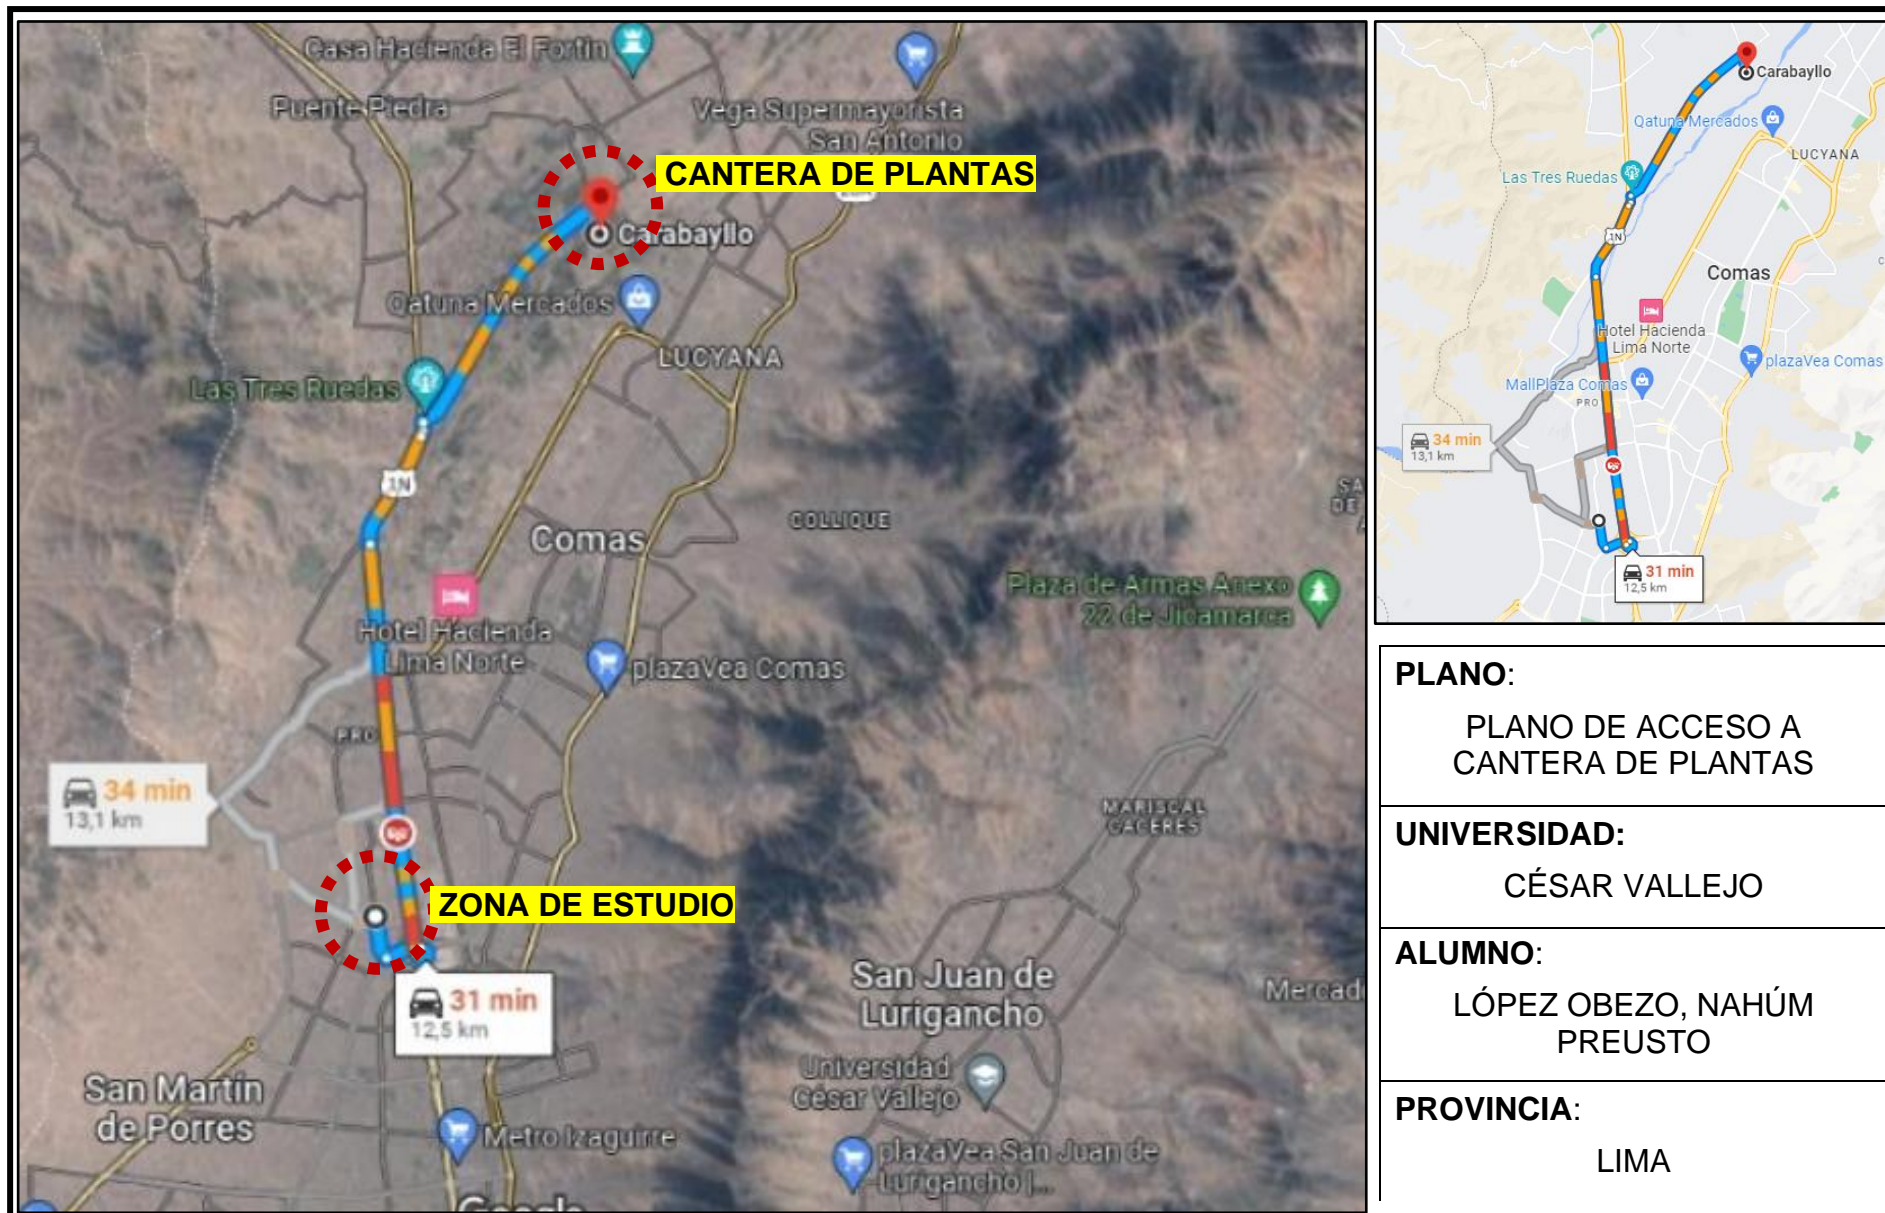 Casa Hacienda El Fortin
Puente Piedra
Vega Supermayorista
San Antonio
CANTERA DE PLANTAS
Carabayllo
Qatuna Mercados
LUCYANA
Las Tres Ruedas
1N
Comas
COLLIQUE
Plaza de Armas Anexo
22 de Jicamarca
Hotel Hacienda
Lima Norte
plazaVea Comas
PRO
34 min
13,1 km
MARISCAL
CACERES
ZONA DE ESTUDIO
31 min
12,5 km
San Juan de
Lurigancho
Mercad
Universidad
César Vallejo
San Martín
de Porres
Metro Izaguirre
plazaVea San Juan de
Lurigancho |...
Google
Carabayllo
Qatuna Mercados
LUCYANA
Las Tres Ruedas
1N
Comas
Hotel Hacienda
Lima Norte
plazaVea Comas
MallPlaza Comas
PRO
34 min
13,1 km
31 min
12,5 km
PLANO:
PLANO DE ACCESO A
CANTERA DE PLANTAS
UNIVERSIDAD:
CÉSAR VALLEJO
ALUMNO:
LÓPEZ OBEZO, NAHÚM
PREUSTO
PROVINCIA:
LIMA